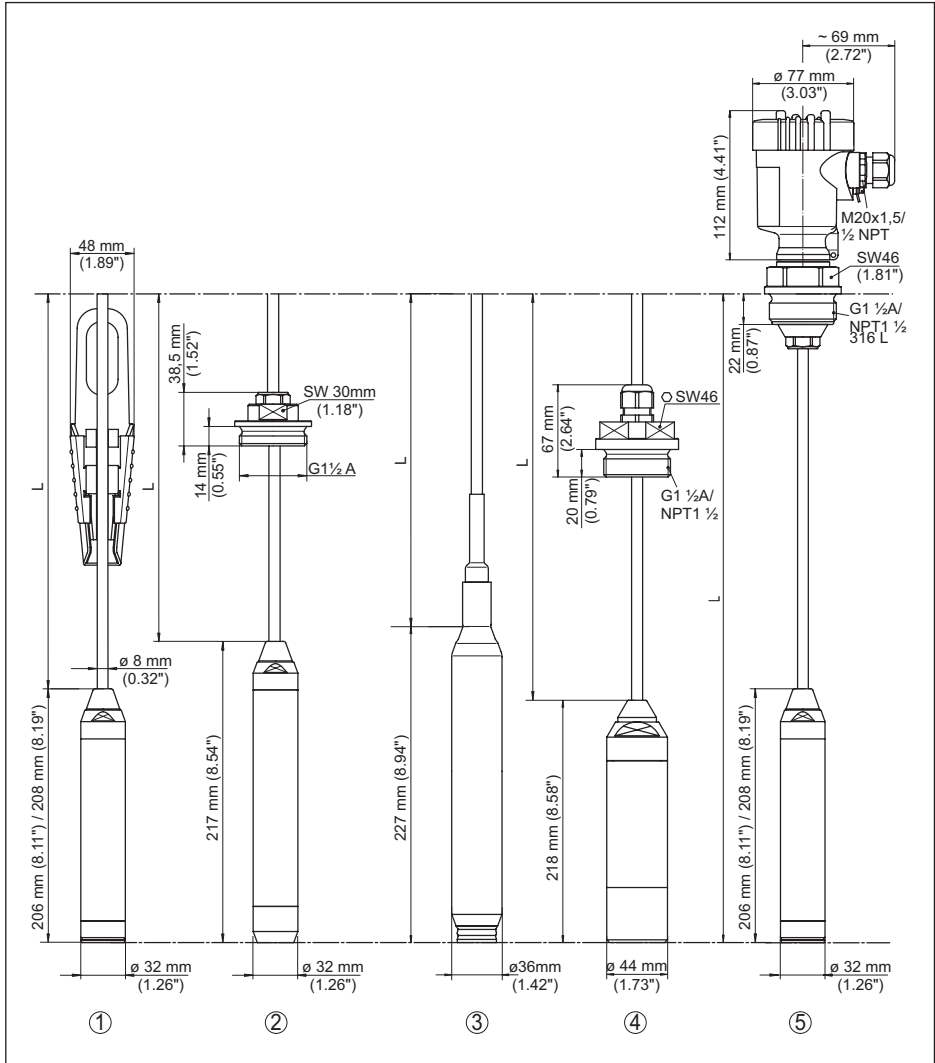 ~ 69 mm
(2.72")
ø 77 mm
(3.03")
112 mm (4.41")
M20x1,5/
½ NPT
SW46
(1.81")
G1 ½A/
NPT1 ½
316 L
22 mm
(0.87")
48 mm
(1.89")
L
ø 8 mm
(0.32")
206 mm (8.11") / 208 mm (8.19")
ø 32 mm
(1.26")
①
38,5 mm
(1.52")
SW 30mm
(1.18")
14 mm
(0.55")
G1½ A
L
217 mm (8.54")
ø 32 mm
(1.26")
②
L
227 mm (8.94")
ø36mm
(1.42")
③
67 mm
(2.64")
SW46
20 mm
(0.79")
G1 ½A/
NPT1 ½
L
218 mm (8.58")
ø 44 mm
(1.73")
④
L
206 mm (8.11") / 208 mm (8.19")
ø 32 mm
(1.26")
⑤